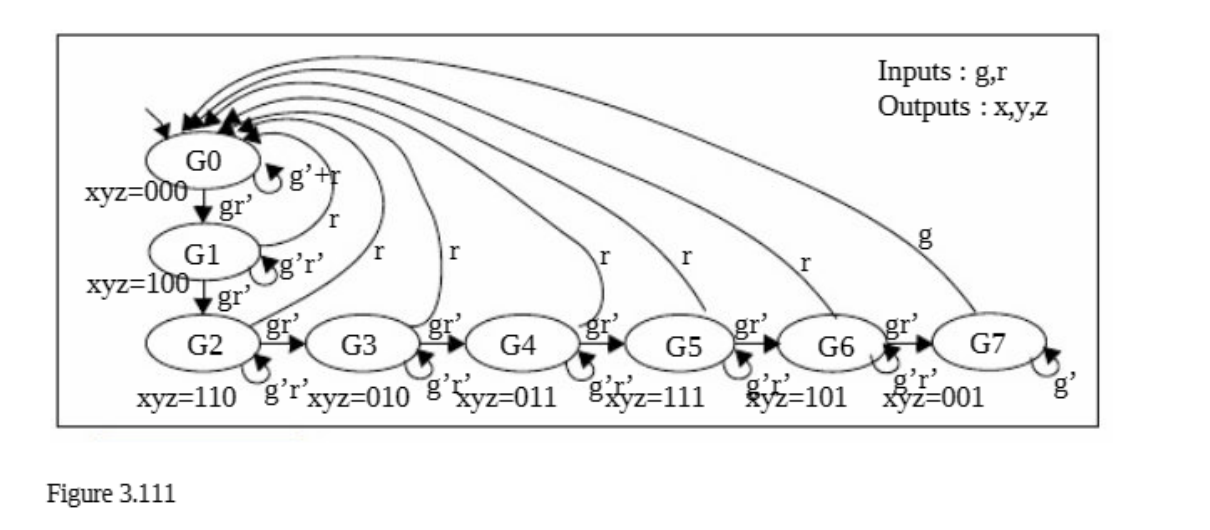 Inputs : g,r
Outputs : x,y,z
G0
g’+r
xyz=000
gr’
r
G1
g’r’
xyz=100
gr’
r
r
r
r
r
g
G2
gr’
G3
gr’
G4
gr’
G5
gr’
G6
gr’
G7
g’r’
g’r’
g’r’
g’r’
g’r’
g’
xyz=110
xyz=010
xyz=011
xyz=111
xyz=101
xyz=001
Figure 3.111